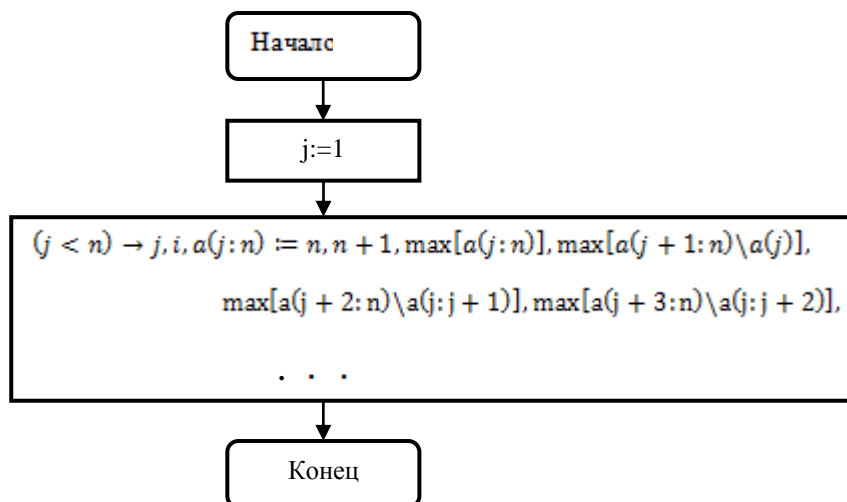 Начало
j:=1
(j < n) → j, i, a(j: n) ≔ n, n + 1, max[a(j: n)], max[a(j + 1: n)\a(j)],
max[a(j + 2: n)\a(j: j + 1)], max[a(j + 3: n)\a(j: j + 2)],
. . .
Конец